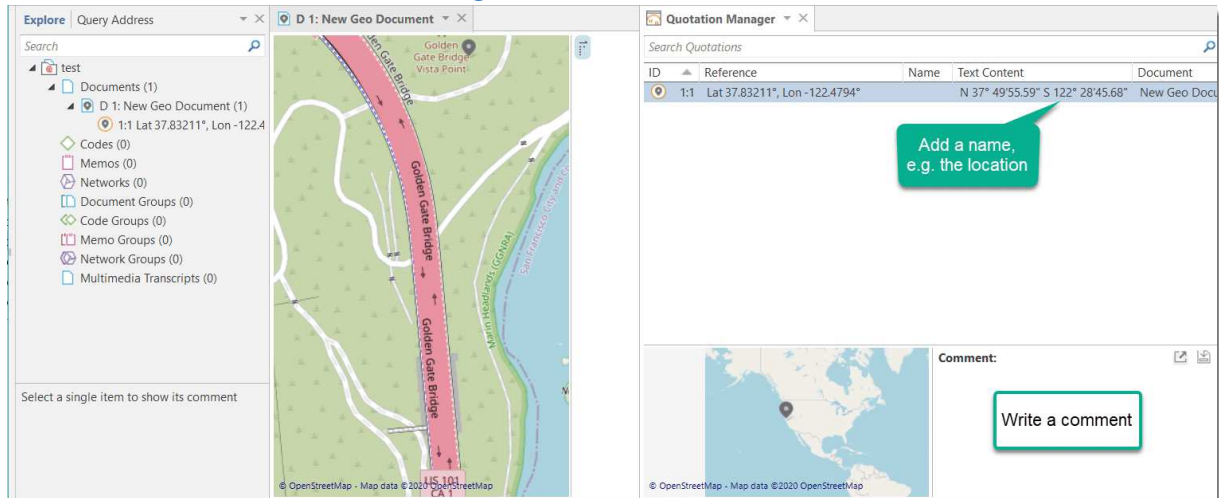 Explore
Query Address
Search
test
Documents (1)
D 1: New Geo Document (1)
1:1 Lat 37.83211°, Lon -122.4
Codes (0)
Memos (0)
Networks (0)
Document Groups (0)
Code Groups (0)
Memo Groups (0)
Network Groups (0)
Multimedia Transcripts (0)
Select a single item to show its comment
D 1: New Geo Document
Golden
Gate Bridge
Vista Point
Gate Bridge
Golden Gate Bridge
Golden Gate Bridge
Marin Headlands (GGNRA)
San Francisco City and Co
US 101
CA 1
© OpenStreetMap - Map data ©2020 OpenStreetMap
Quotation Manager
Search Quotations
ID Reference Name Text Content Document
1:1 Lat 37.83211°, Lon -122.4794° N 37° 49'55.59" S 122° 28'45.68" New Geo Docu
Add a name,
e.g. the location
© OpenStreetMap - Map data ©2020 OpenStreetMap
Comment:
Write a comment